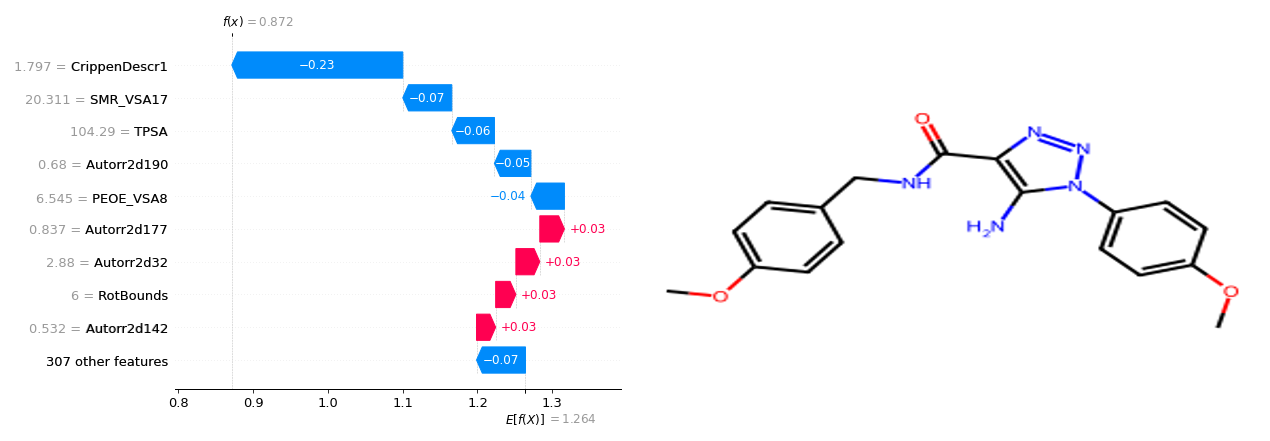 f(x) = 0.872
1.797 = CrippenDescr1
−0.23
20.311 = SMR_VSA17
−0.07
104.29 = TPSA
−0.06
0.68 = Autorr2d190
−0.05
6.545 = PEOE_VSA8
−0.04
0.837 = Autorr2d177
+0.03
2.88 = Autorr2d32
+0.03
6 = RotBounds
+0.03
0.532 = Autorr2d142
+0.03
307 other features
−0.07
0.8 0.9 1.0 1.1 1.2 1.3
E[f(X)] = 1.264
O
N
N
NH
N
H₂N
O
O